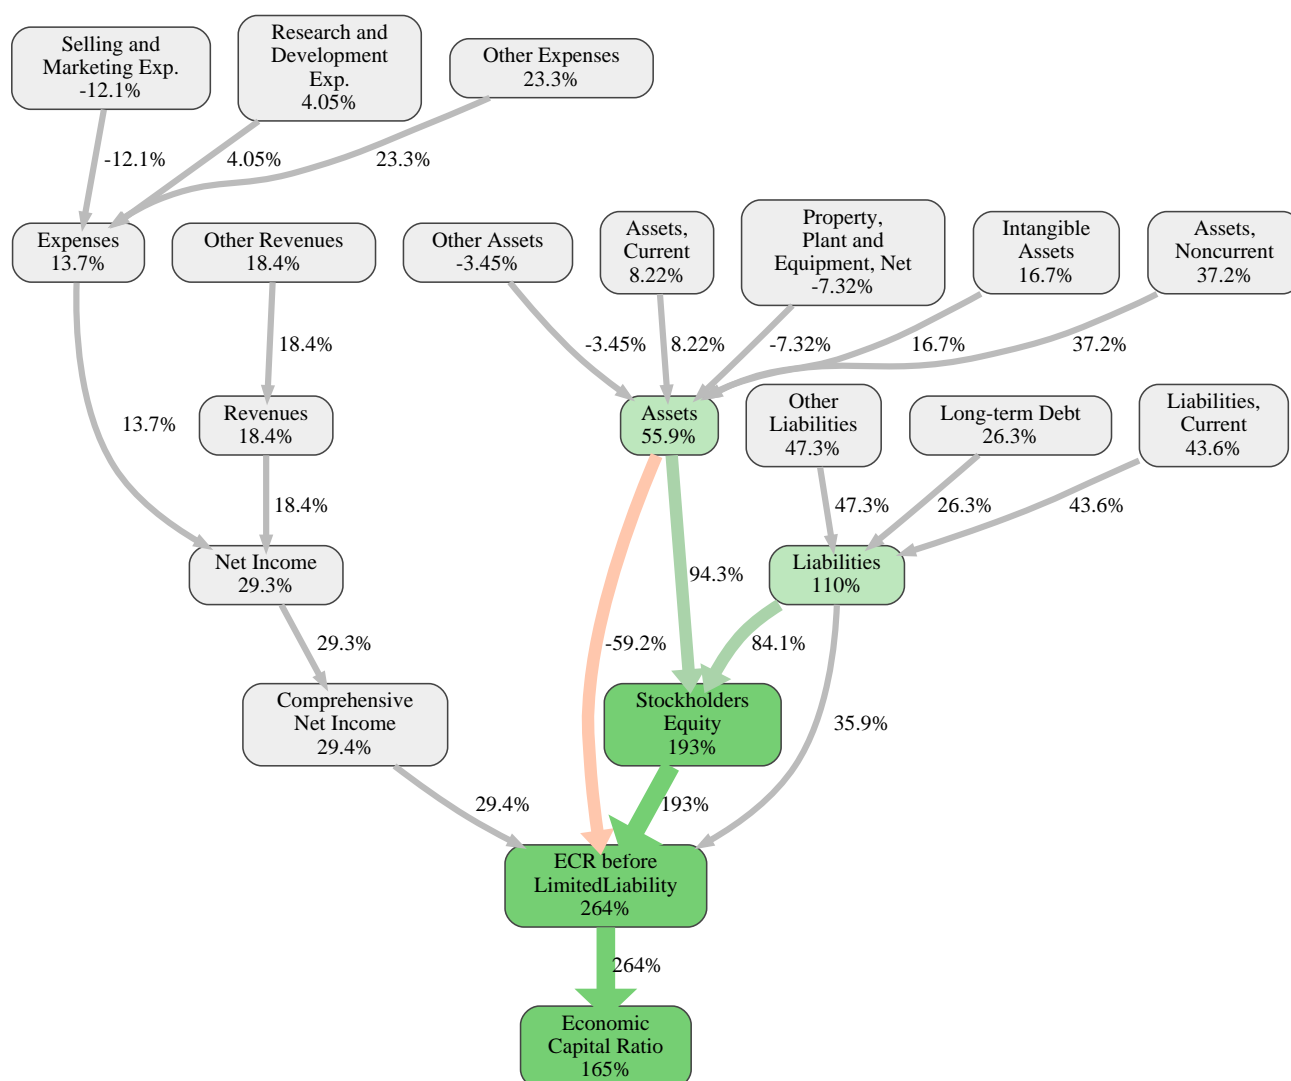 Selling and
Marketing Exp.
-12.1%
Research and
Development
Exp.
4.05%
Other Expenses
23.3%
-12.1%
4.05%
23.3%
Expenses
13.7%
Other Revenues
18.4%
Other Assets
-3.45%
Assets,
Current
8.22%
Property,
Plant and
Equipment, Net
-7.32%
Intangible
Assets
16.7%
Assets,
Noncurrent
37.2%
18.4%
-3.45%
8.22%
-7.32%
16.7%
37.2%
13.7%
Revenues
18.4%
Assets
55.9%
Other
Liabilities
47.3%
Long-term Debt
26.3%
Liabilities,
Current
43.6%
18.4%
47.3%
26.3%
43.6%
Net Income
29.3%
94.3%
Liabilities
110%
29.3%
-59.2%
84.1%
Comprehensive
Net Income
29.4%
Stockholders
Equity
193%
35.9%
29.4%
193%
ECR before
LimitedLiability
264%
264%
Economic
Capital Ratio
165%